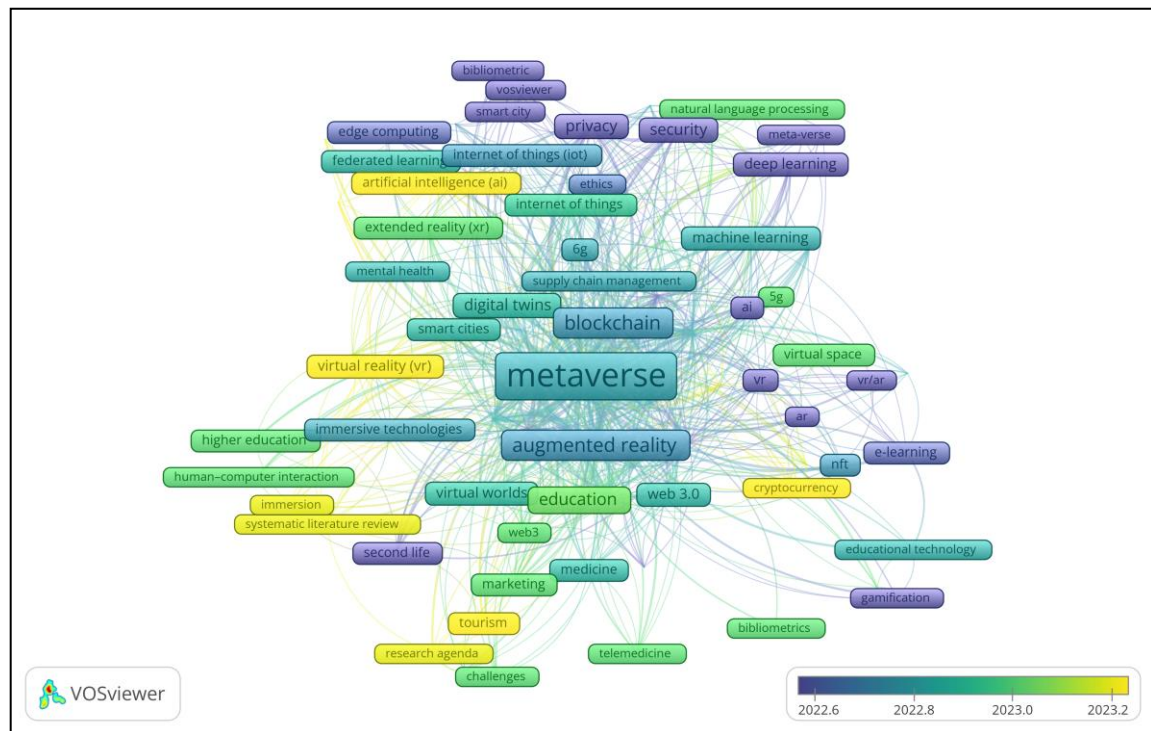 bibliometric
vosviewer
smart city
natural language processing
edge computing
privacy
security
meta-verse
federated learning
internet of things (iot)
deep learning
artificial intelligence (ai)
ethics
internet of things
extended reality (xr)
machine learning
6g
mental health
supply chain management
digital twins
ai
5g
smart cities
blockchain
virtual space
virtual reality (vr)
metaverse
vr
vr/ar
ar
higher education
immersive technologies
augmented reality
e-learning
nft
human–computer interaction
cryptocurrency
virtual worlds
education
web 3.0
immersion
systematic literature review
web3
second life
educational technology
medicine
marketing
gamification
tourism
bibliometrics
research agenda
telemedicine
challenges
VOSviewer
2022.6 2022.8 2023.0 2023.2